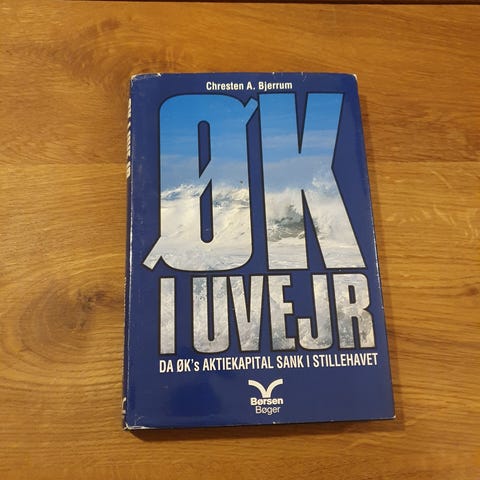 Chresten A. Bjerrum
ØK
I UVEJR
DA ØK's AKTIEKAPITAL SANK I STILLEHAVET
Børsen
Bøger